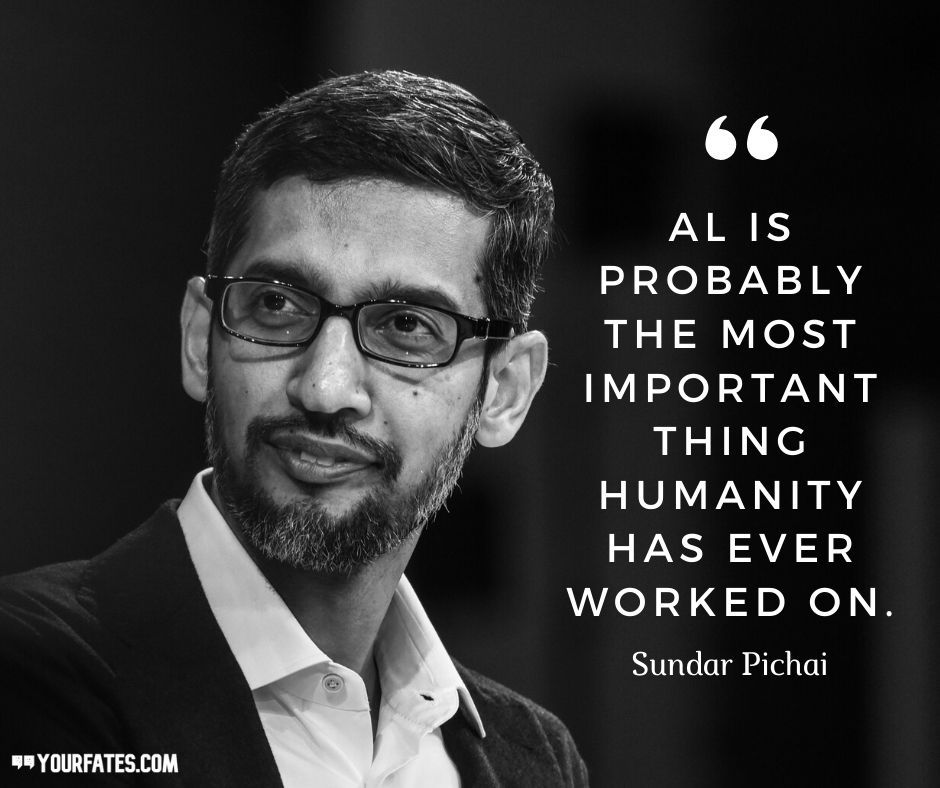 “
AL IS
PROBABLY
THE MOST
IMPORTANT
THING
HUMANITY
HAS EVER
WORKED ON.
Sundar Pichai
YOURFATES.COM